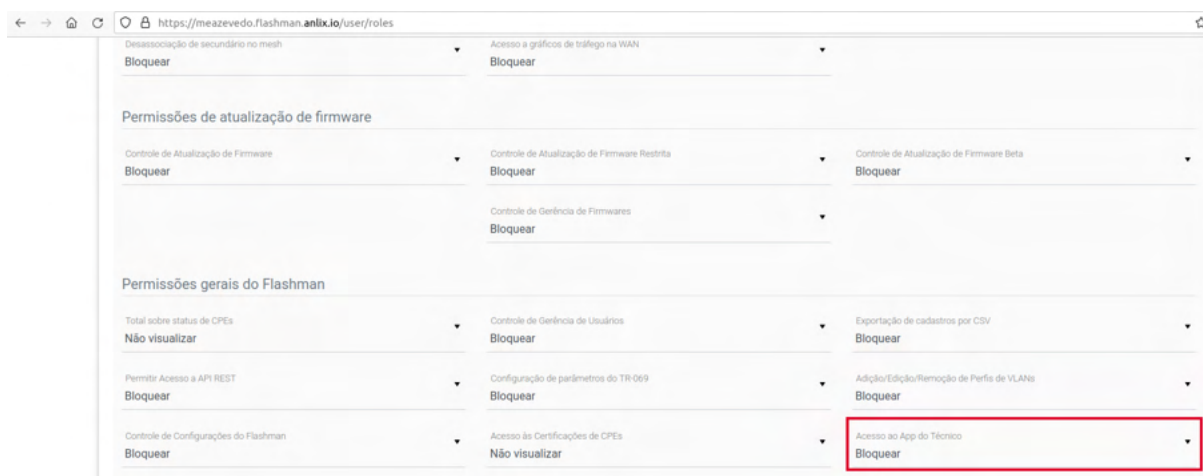 https://meazevedo.flashman.anlix.io/user/roles
Desassociação de secundário no mesh
Bloquear
Acesso a gráficos de tráfego na WAN
Bloquear
Permissões de atualização de firmware
Controle de Atualização de Firmware
Bloquear
Controle de Atualização de Firmware Restrita
Bloquear
Controle de Atualização de Firmware Beta
Bloquear
Controle de Gerência de Firmwares
Bloquear
Permissões gerais do Flashman
Total sobre status de CPEs
Não visualizar
Controle de Gerência de Usuários
Bloquear
Exportação de cadastros por CSV
Bloquear
Permitir Acesso a API REST
Bloquear
Configuração de parâmetros do TR-069
Bloquear
Adição/Edição/Remoção de Perfis de VLANs
Bloquear
Controle de Configurações do Flashman
Bloquear
Acesso às Certificações de CPEs
Não visualizar
Acesso ao App do Técnico
Bloquear